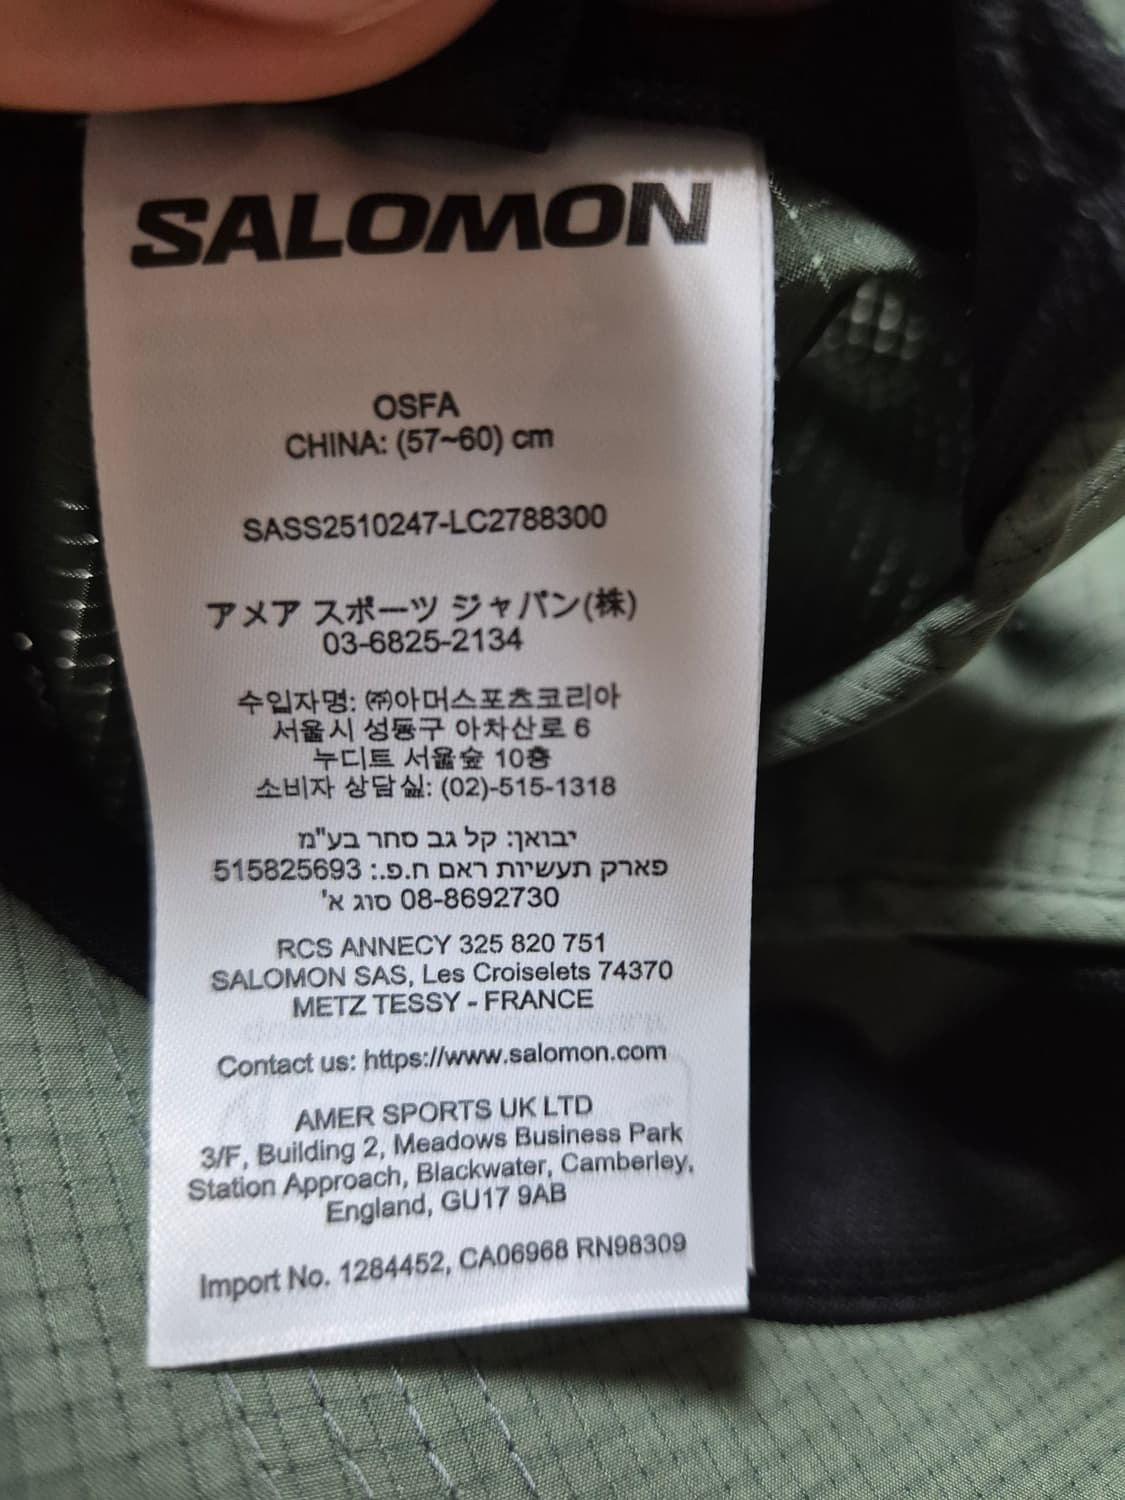 SALOMON
OSFA
CHINA: (57~60) cm
SASS2510247-LC2788300
アメア スポーツ ジャパン(株)
03-6825-2134
수입자명: ㈜아머스포츠코리아
서울시 성동구 아차산로 6
누디트 서울숲 10층
소비자 상담실: (02)-515-1318
יבואן: קל גב סחר בע"מ
פארק תעשיות ראם ח.פ.: 515825693
08-8692730 סוג א'
RCS ANNECY 325 820 751
SALOMON SAS, Les Croiselets 74370
METZ TESSY - FRANCE
Contact us: https://www.salomon.com
AMER SPORTS UK LTD
3/F, Building 2, Meadows Business Park
Station Approach, Blackwater, Camberley,
England, GU17 9AB
Import No. 1284452, CA06968 RN98309